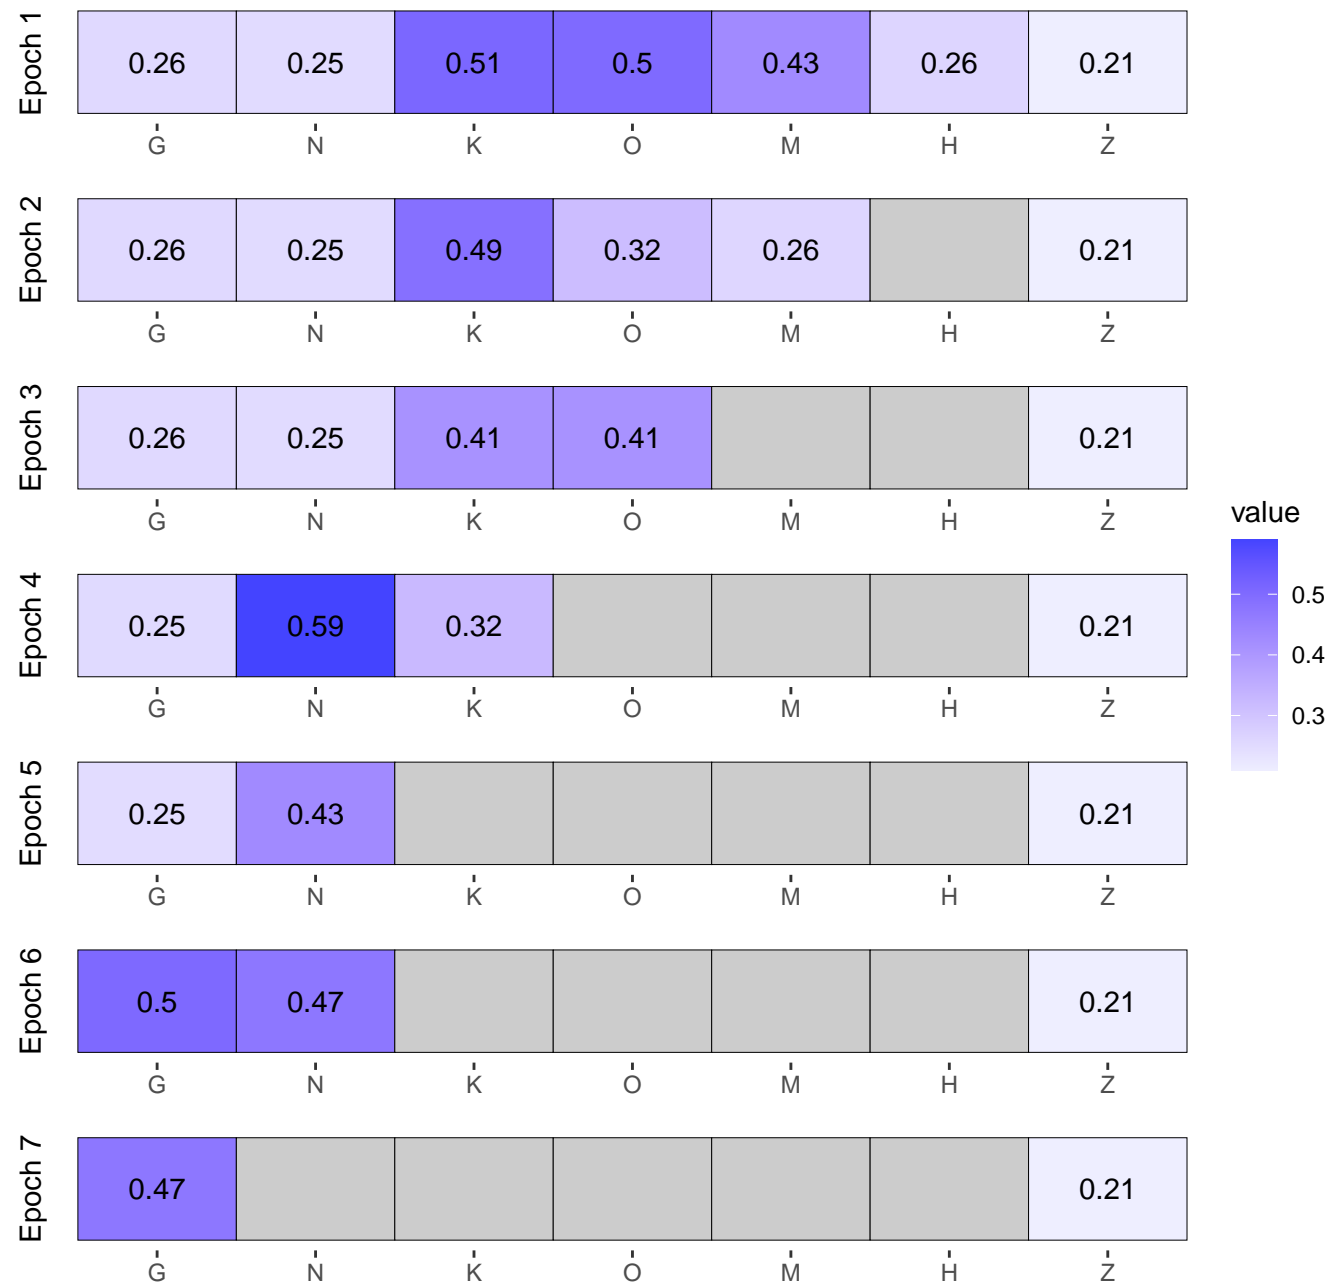 Epoch 1
0.26 0.25 0.51 0.5 0.43 0.26 0.21
G N K O M H Z
Epoch 2
0.26 0.25 0.49 0.32 0.26 0.21
G N K O M H Z
Epoch 3
0.26 0.25 0.41 0.41 0.21
G N K O M H Z
Epoch 4
0.25 0.59 0.32 0.21
G N K O M H Z
Epoch 5
0.25 0.43 0.21
G N K O M H Z
Epoch 6
0.5 0.47 0.21
G N K O M H Z
Epoch 7
0.47 0.21
G N K O M H Z
value
0.5
0.4
0.3